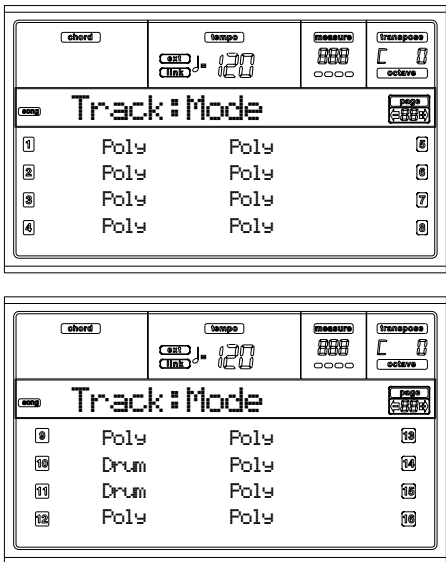 chord tempo measure transpose
ext link ♩= 120 888 C 0
octave
song Track:Mode page 88
1 Poly Poly 5
2 Poly Poly 6
3 Poly Poly 7
4 Poly Poly 8
chord tempo measure transpose
ext link ♩= 120 888 C 0
octave
song Track:Mode page 88
9 Poly Poly 13
10 Drum Poly 14
11 Drum Poly 15
12 Poly Poly 16